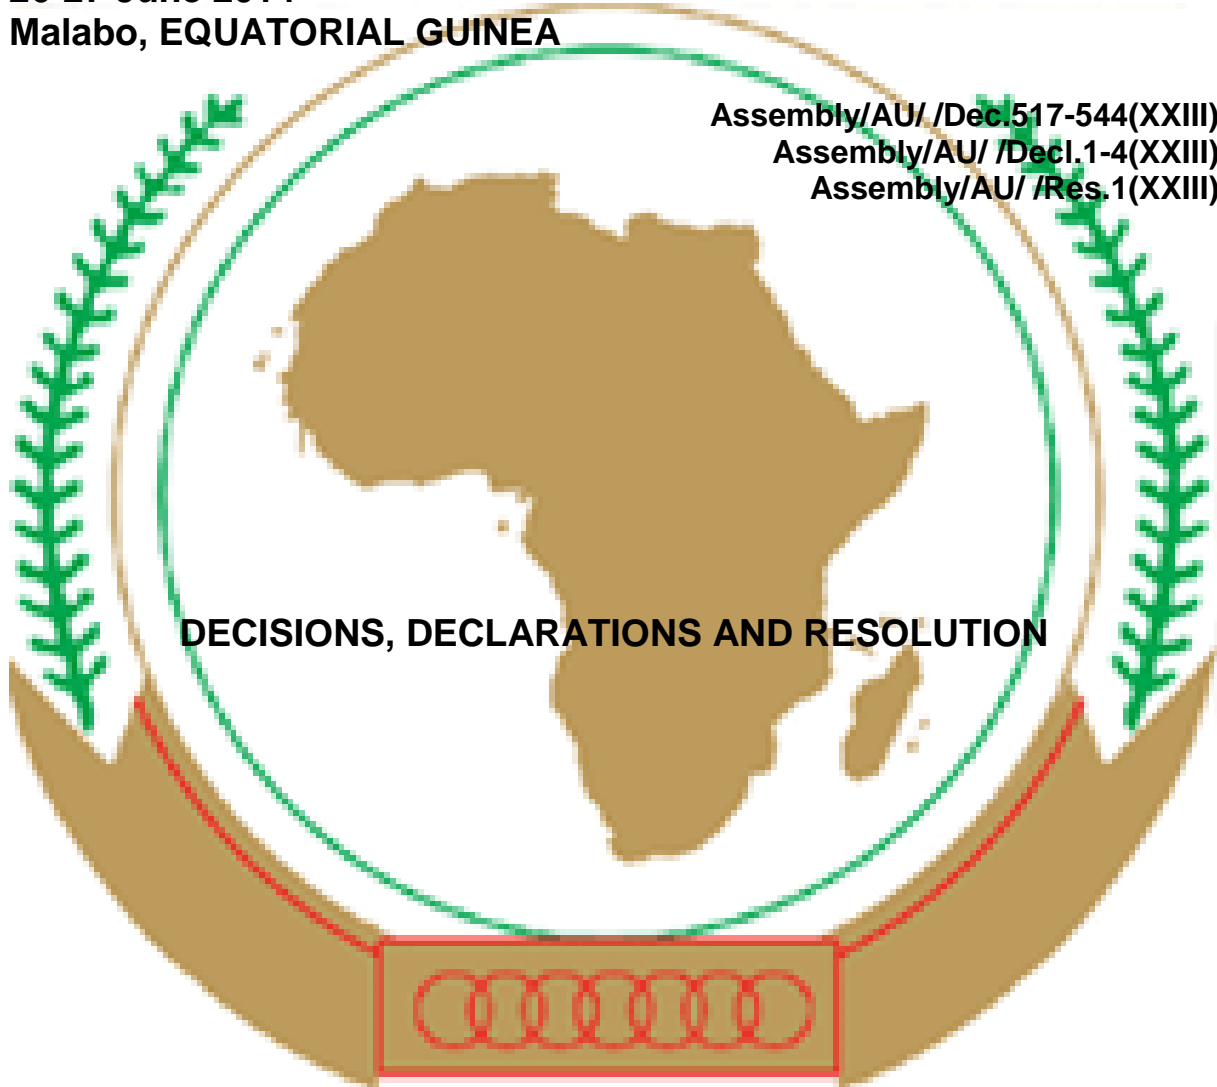 Malabo, EQUATORIAL GUINEA
Assembly/AU/ /Dec.517-544(XXIII)
Assembly/AU/ /Decl.1-4(XXIII)
Assembly/AU/ /Res.1(XXIII)
DECISIONS, DECLARATIONS AND RESOLUTION